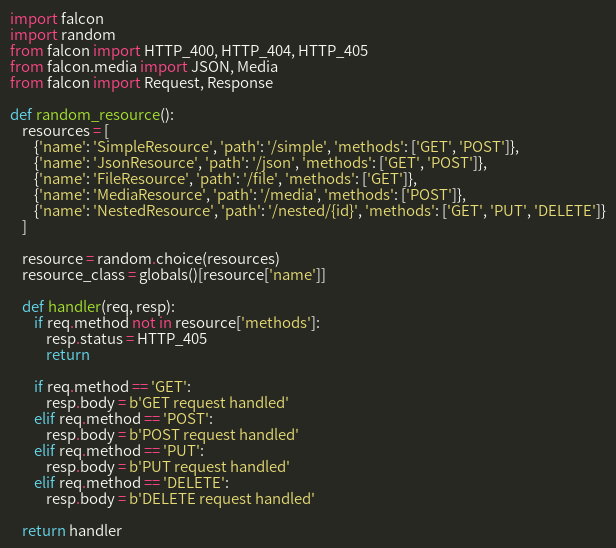 import falcon
import random
from falcon import HTTP_400, HTTP_404, HTTP_405
from falcon.media import JSON, Media
from falcon import Request, Response

def random_resource():
    resources = [
        {'name': 'SimpleResource', 'path': '/simple', 'methods': ['GET', 'POST']},
        {'name': 'JsonResource', 'path': '/json', 'methods': ['GET', 'POST']},
        {'name': 'FileResource', 'path': '/file', 'methods': ['GET']},
        {'name': 'MediaResource', 'path': '/media', 'methods': ['POST']},
        {'name': 'NestedResource', 'path': '/nested/{id}', 'methods': ['GET', 'PUT', 'DELETE']}
    ]

    resource = random.choice(resources)
    resource_class = globals()[resource['name']]

    def handler(req, resp):
        if req.method not in resource['methods']:
            resp.status = HTTP_405
            return

        if req.method == 'GET':
            resp.body = b'GET request handled'
        elif req.method == 'POST':
            resp.body = b'POST request handled'
        elif req.method == 'PUT':
            resp.body = b'PUT request handled'
        elif req.method == 'DELETE':
            resp.body = b'DELETE request handled'

    return handler